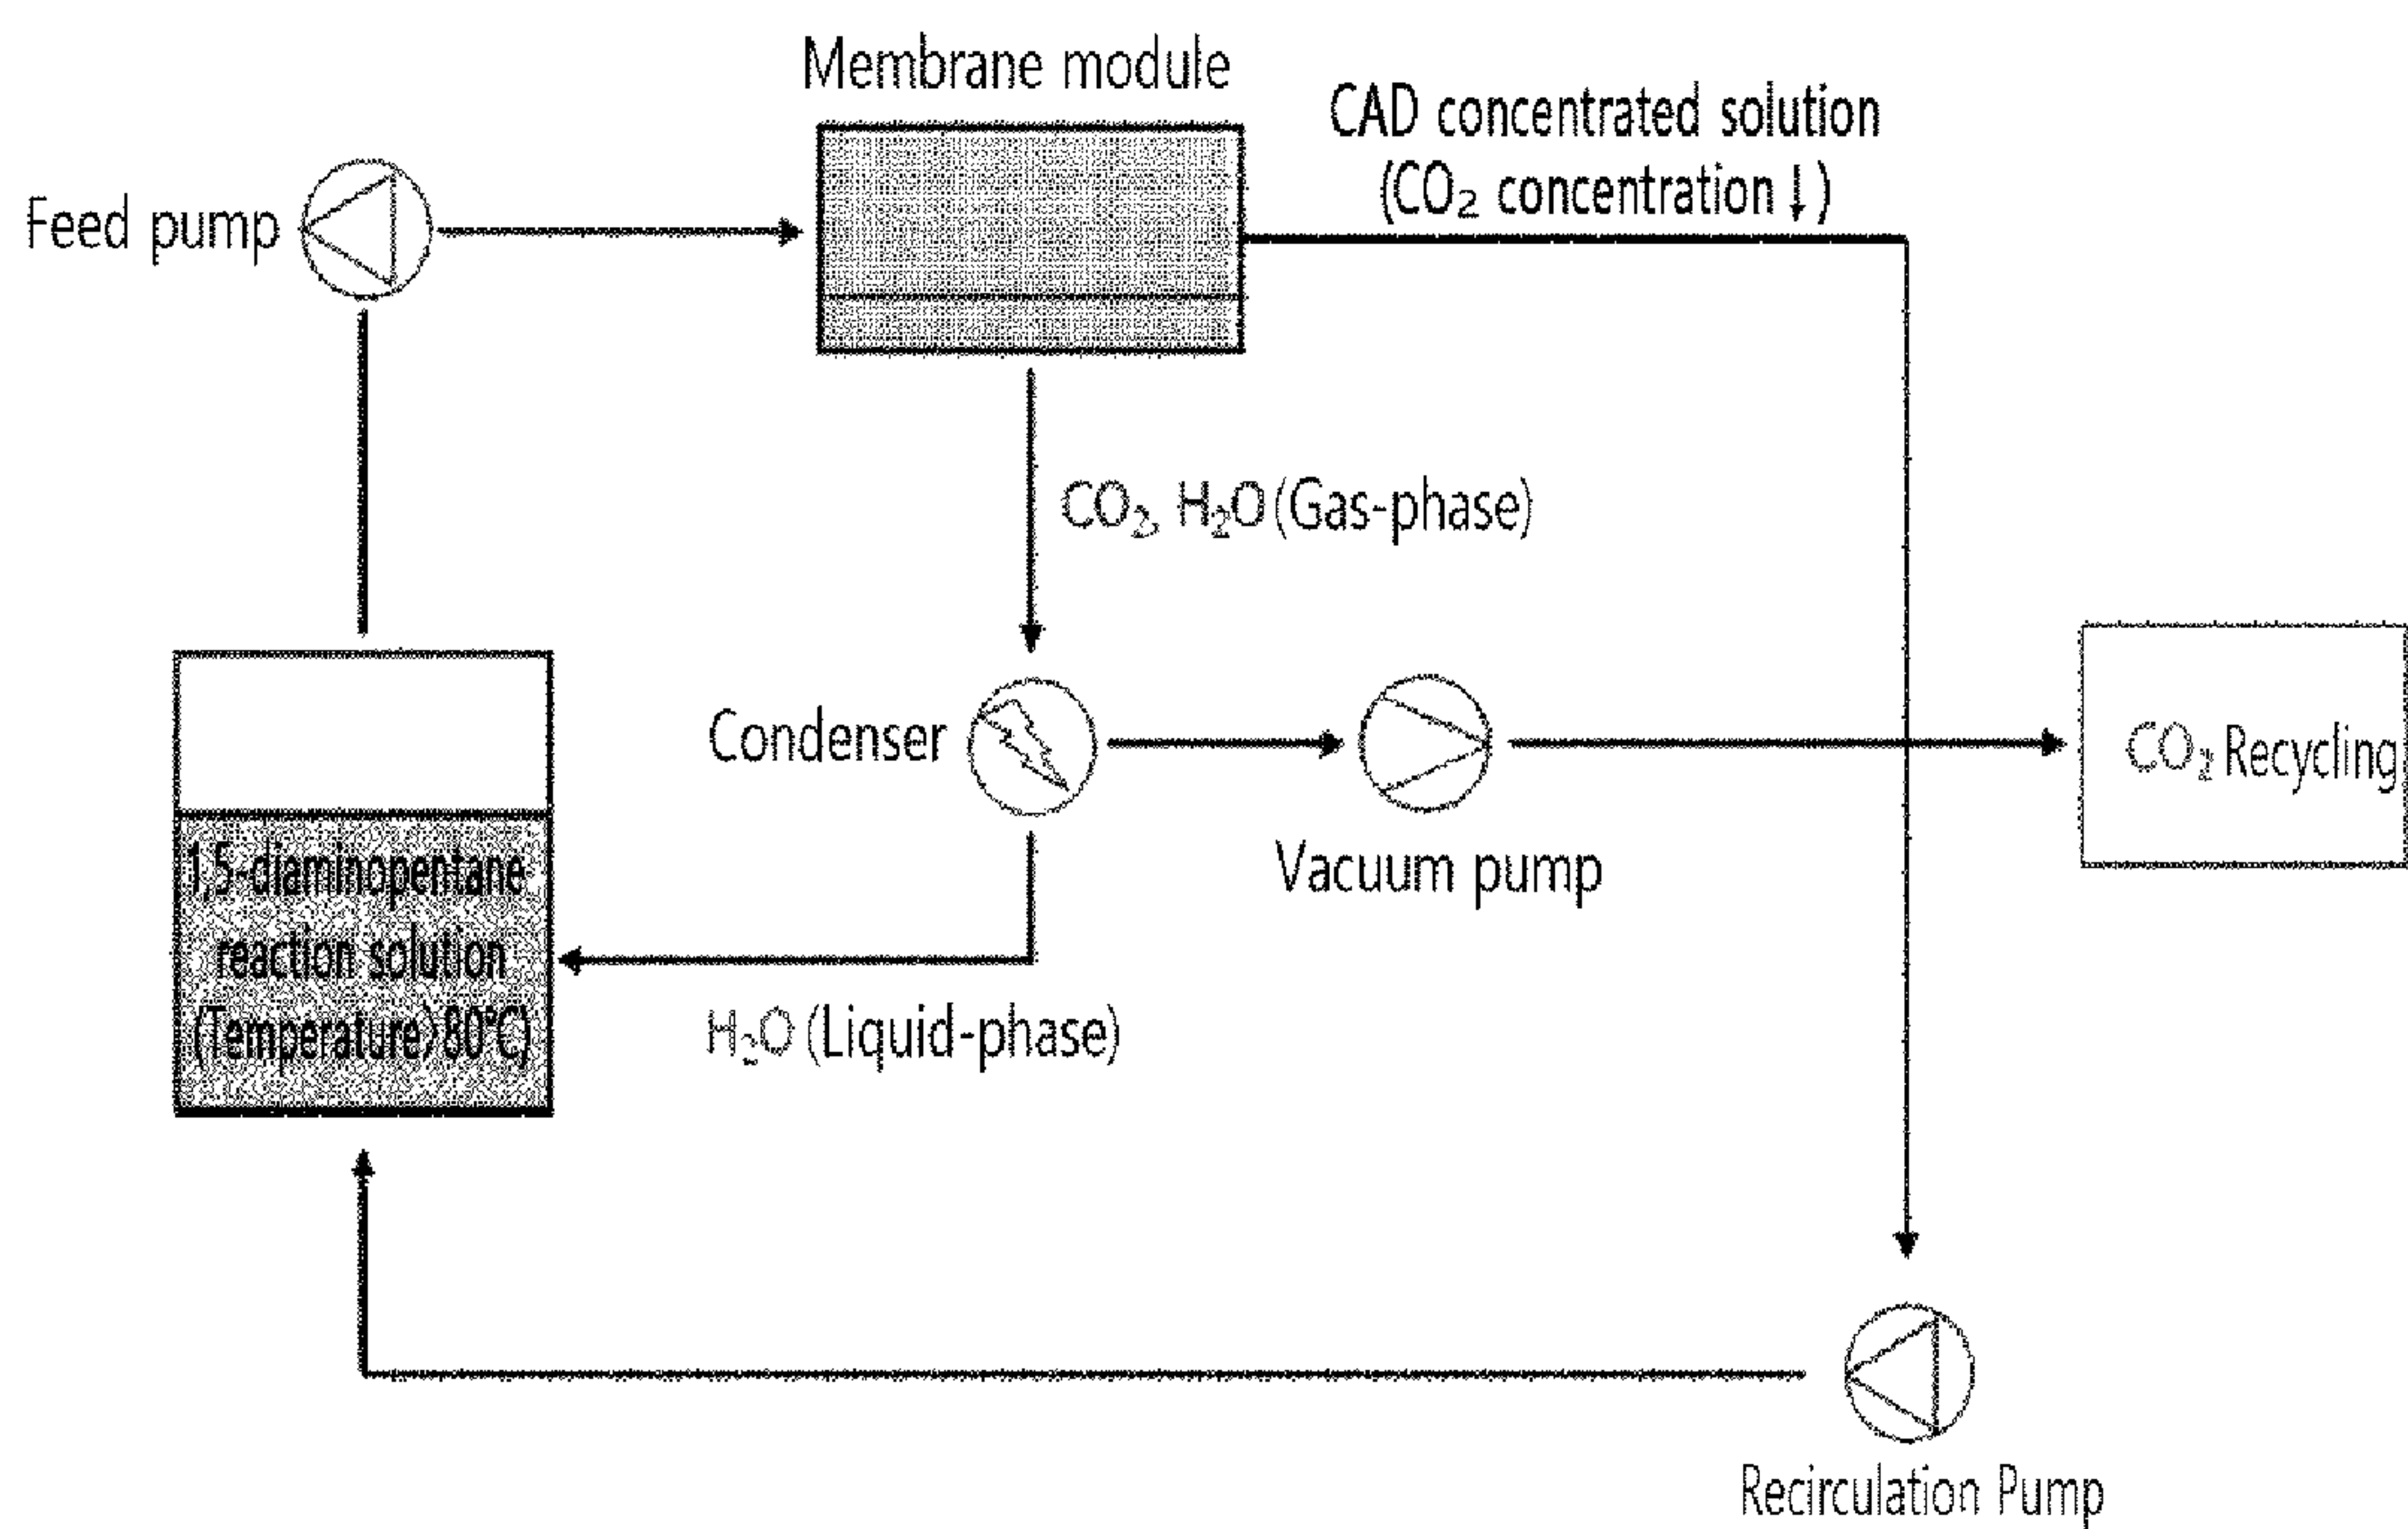 Membrane module
CAD concentrated solution
(CO₂ concentration↓)
Feed pump
CO₂, H₂O (Gas-phase)
Condenser
CO₂ Recycling
Vacuum pump
1,5-diaminopentane
reaction solution
(Temperature>80°C)
H₂O (Liquid-phase)
Recirculation Pump